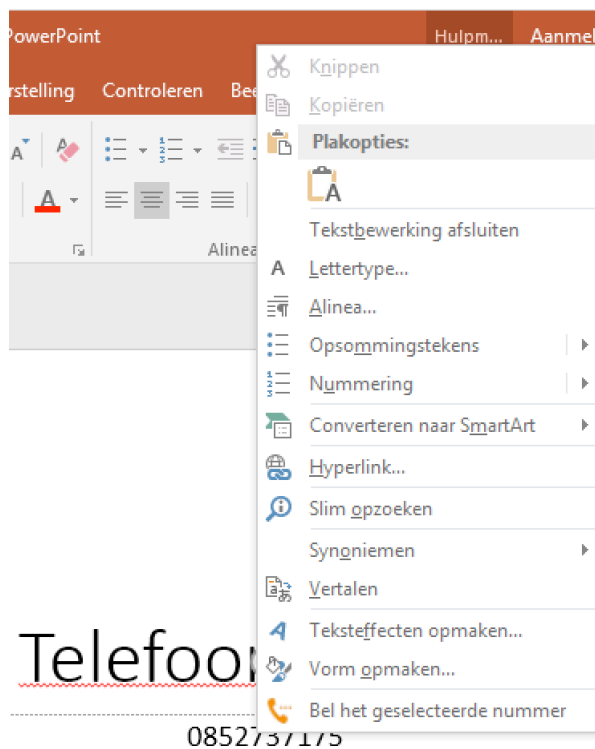 PowerPoint Hulpm... Aanmel
rstelling Controleren Bee
Knippen
Kopiëren
Plakopties:
Tekstbewerking afsluiten
Lettertype...
Alinea
Alinea...
Opsommingstekens
Nummering
Converteren naar SmartArt
Hyperlink...
Slim opzoeken
Synoniemen
Vertalen
Teksteffecten opmaken...
Telefoon
Vorm opmaken...
Bel het geselecteerde nummer
0852737175